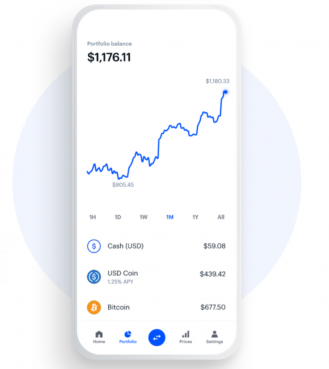 Portfolio balance
$1,176.11
$1,180.33
$805.45
1H 1D 1W 1M 1Y All
Cash (USD) $59.08
USD Coin $439.42
1.25% APY
Bitcoin $677.50
Home Portfolio Prices Settings